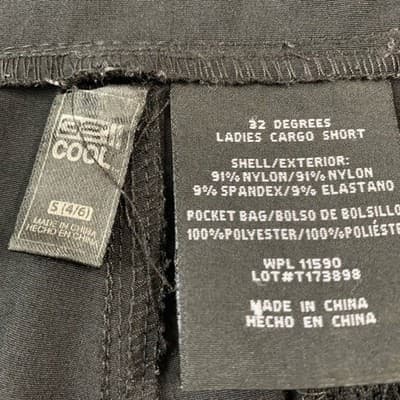 COOL
S (4/6)
MADE IN CHINA
HECHO EN CHINA
32 DEGREES
LADIES CARGO SHORT
SHELL/EXTERIOR:
91% NYLON/91% NYLON
9% SPANDEX/9% ELASTANO
POCKET BAG/BOLSO DE BOLSILLO
100%POLYESTER/100%POLIÉST
WPL 11590
LOT#T173898
MADE IN CHINA
HECHO EN CHINA